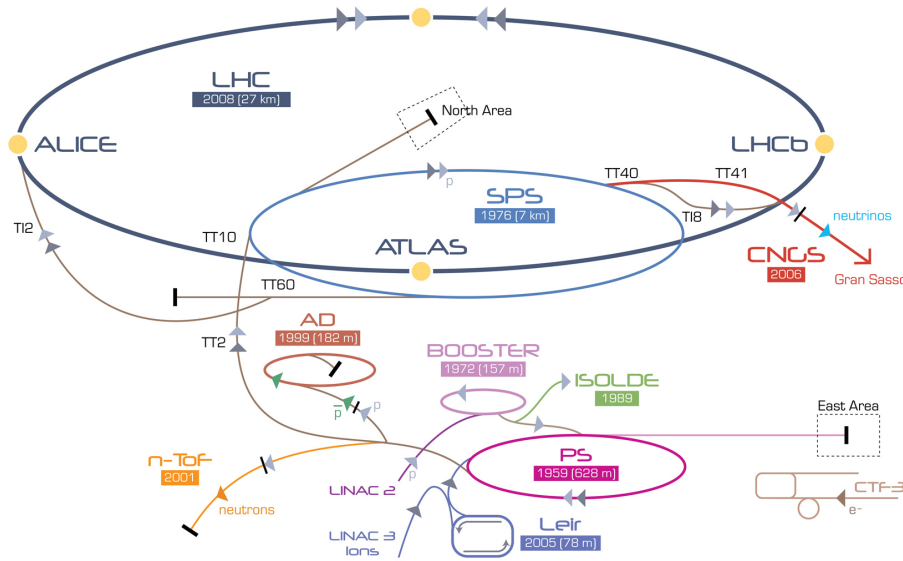 LHC
2008 (27 km)
North Area
ALICE
LHCb
TT40
TT41
SPS
1976 (7 km)
p
TI8
TI2
TT10
ATLAS
neutrinos
CNGS
2006
Gran Sasso
TT60
TT2
AD
1999 (182 m)
BOOSTER
1972 (157 m)
ISOLDE
1989
p
p
East Area
n-ToF
2001
PS
1959 (628 m)
LINAC 2
p
neutrons
CTF-3
e-
LINAC 3
Ions
Leir
2005 (78 m)